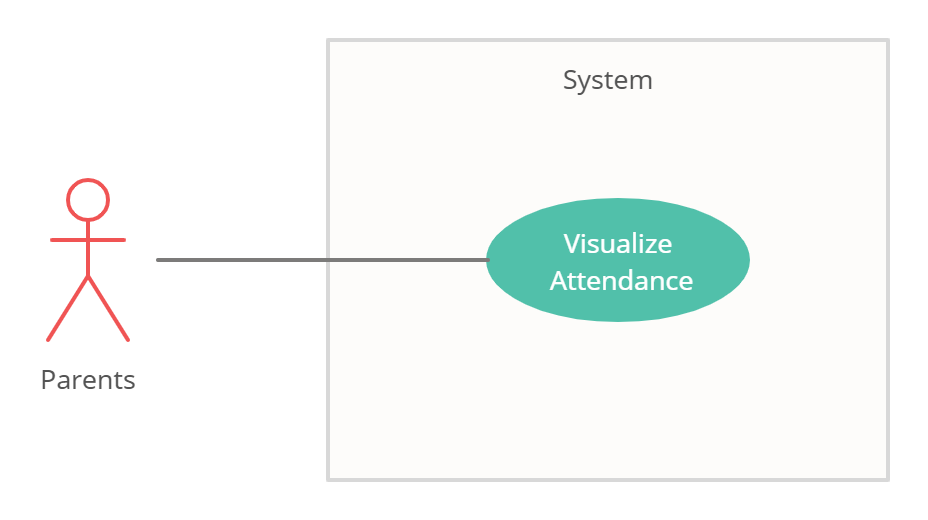 System
Visualize
Attendance
Parents